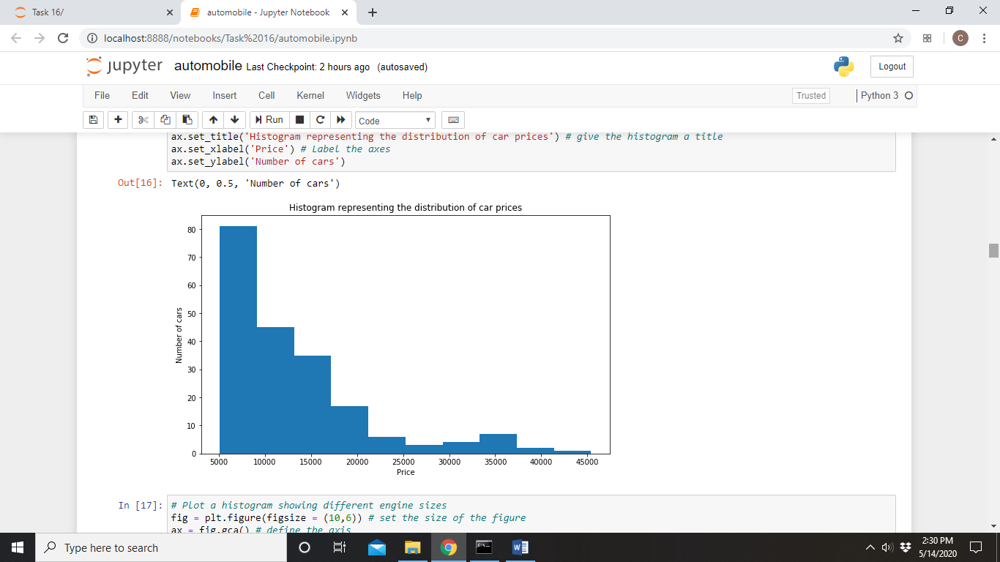 Task 16/
automobile - Jupyter Notebook
localhost:8888/notebooks/Task%2016/automobile.ipynb
C
jupyter automobile Last Checkpoint: 2 hours ago (autosaved)
Logout
File Edit View Insert Cell Kernel Widgets Help
Trusted
Python 3
Run
Code
ax.set_title('Histogram representing the distribution of car prices') # give the histogram a title
ax.set_xlabel('Price') # Label the axes
ax.set_ylabel('Number of cars')
Out[16]: Text(0, 0.5, 'Number of cars')
Histogram representing the distribution of car prices
80
70
60
50
40
30
20
10
0
Number of cars
5000 10000 15000 20000 25000 30000 35000 40000 45000
Price
In [17]: # Plot a histogram showing different engine sizes
fig = plt.figure(figsize = (10,6)) # set the size of the figure
ax = fig.gca() # define the axis
Type here to search
2:30 PM
5/14/2020